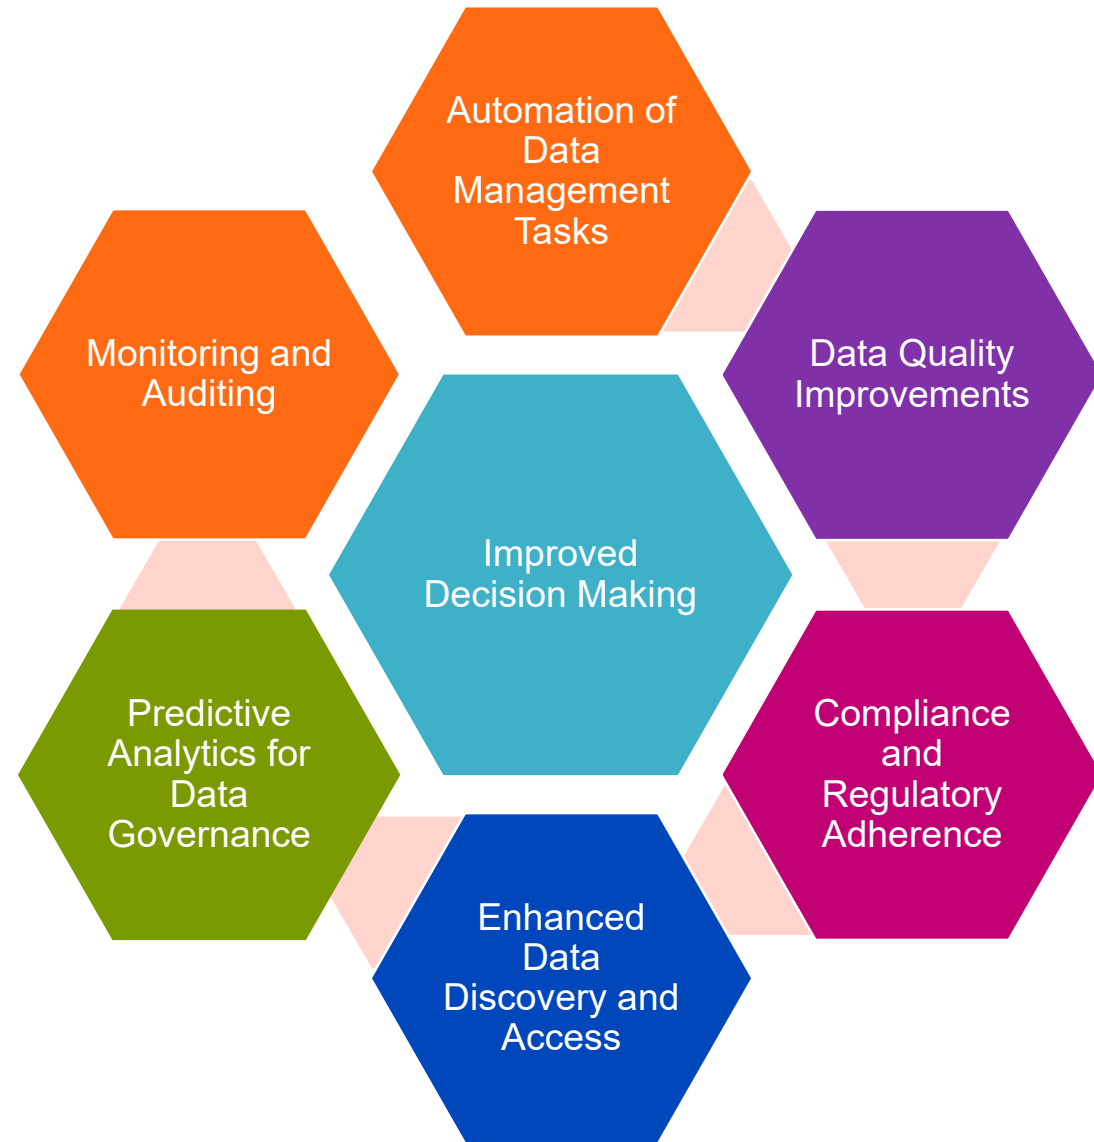 Automation of
Data
Management
Tasks
Monitoring and
Auditing
Data Quality
Improvements
Improved
Decision Making
Predictive
Analytics for
Data
Governance
Compliance
and
Regulatory
Adherence
Enhanced
Data
Discovery and
Access